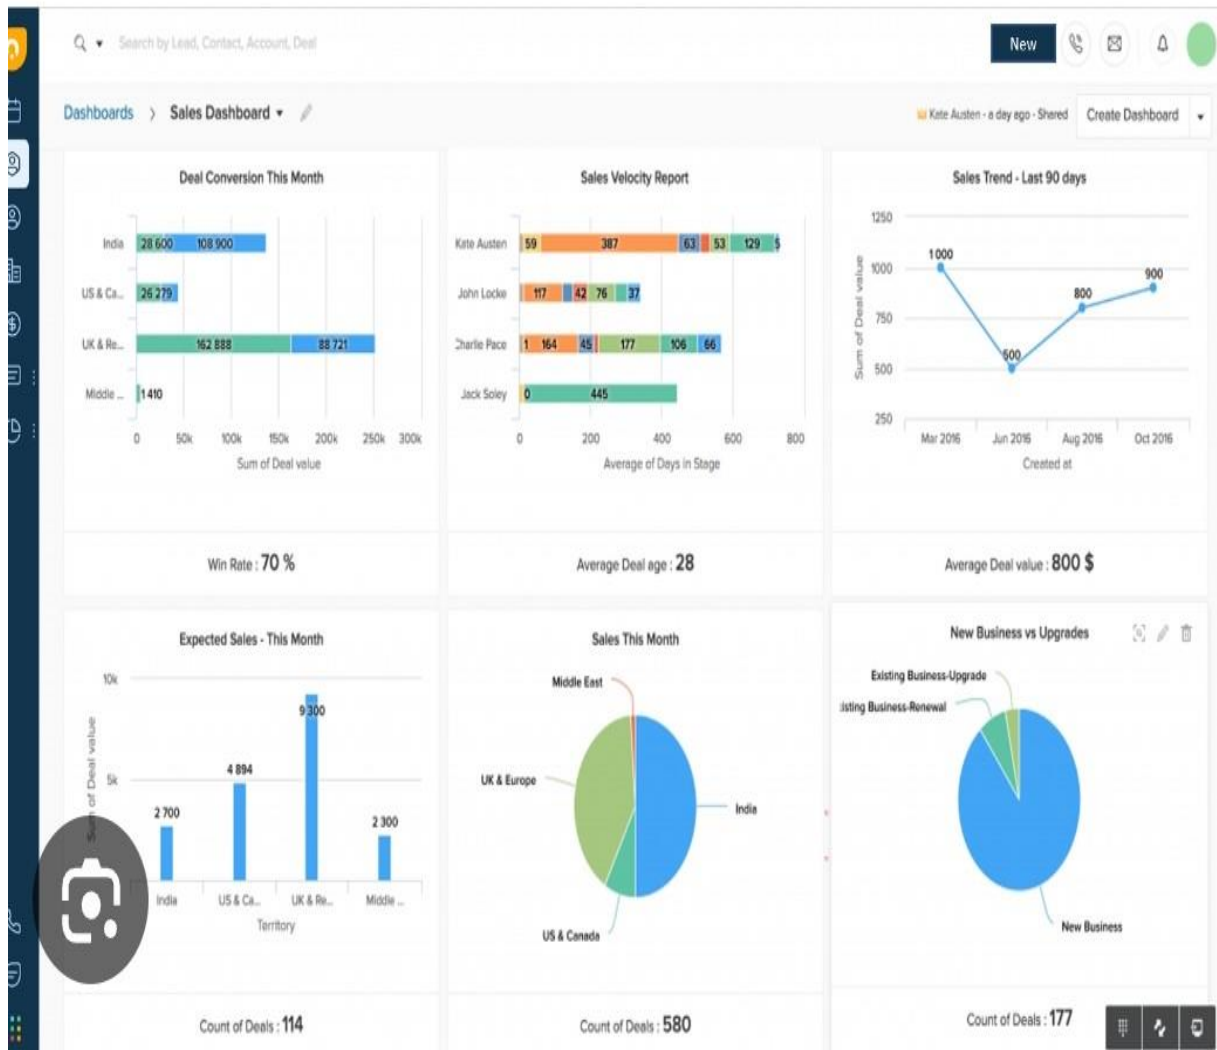 Search by Lead, Contact, Account, Deal
New
Dashboards > Sales Dashboard
Kate Austen - a day ago - Shared
Create Dashboard
Deal Conversion This Month
India 28 600 108 900
US & Ca... 26 279
UK & Re... 162 888 88 721
Middle ... 1 410
0 50k 100k 150k 200k 250k 300k
Sum of Deal value
Win Rate : 70 %
Sales Velocity Report
Kate Austen 59 387 63 53 129 5
John Locke 117 42 76 37
Charlie Pace 1 164 45 177 106 66
Jack Soley 0 445
0 200 400 600 800
Average of Days in Stage
Average Deal age : 28
Sales Trend - Last 90 days
Sum of Deal value
1250
1000
750
500
250
1 000
500
800
900
Mar 2016 Jun 2016 Aug 2016 Oct 2016
Created at
Average Deal value : 800 $
Expected Sales - This Month
Sum of Deal value
10k
5k
2 700
4 894
9 300
2 300
India US & Ca... UK & Re... Middle ...
Territory
Count of Deals : 114
Sales This Month
Middle East
UK & Europe
India
US & Canada
Count of Deals : 580
New Business vs Upgrades
Existing Business-Upgrade
isting Business-Renewal
New Business
Count of Deals : 177